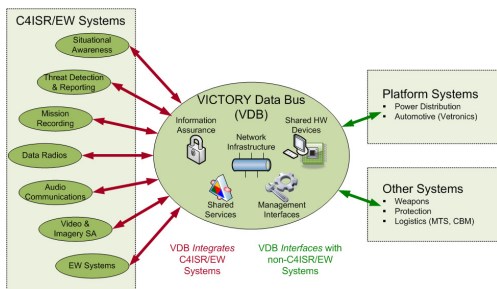 C4ISR/EW Systems
Situational
Awareness
Threat Detection
& Reporting
Mission
Recording
Data Radios
Audio
Communications
Video &
Imagery SA
EW Systems
VICTORY Data Bus
(VDB)
Information
Assurance
Shared HW
Devices
Network
Infrastructure
Shared
Services
Management
Interfaces
VDB Integrates
C4ISR/EW
Systems
VDB Interfaces with
non-C4ISR/EW
Systems
Platform Systems
• Power Distribution
• Automotive (Vetronics)
Other Systems
• Weapons
• Protection
• Logistics (MTS, CBM)